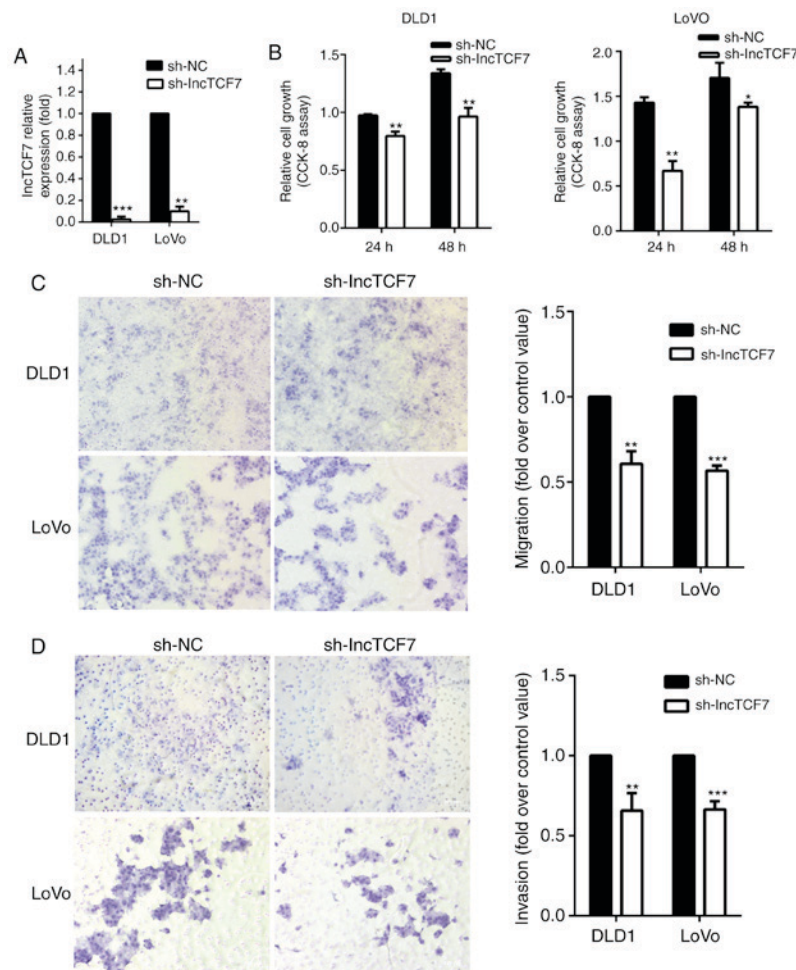 A
sh-NC
sh-lncTCF7
lncTCF7 relative
expression (fold)
1.4
1.2
1.0
0.8
0.6
0.4
0.2
0.0
***
**
DLD1
LoVo
B
DLD1
sh-NC
sh-lncTCF7
Relative cell growth
(CCK-8 assay)
1.5
1.0
0.5
0.0
**
**
24 h
48 h
LoVO
sh-NC
sh-lncTCF7
Relative cell growth
(CCK-8 assay)
2.0
1.5
1.0
0.5
0.0
**
*
24 h
48 h
C
sh-NC
sh-lncTCF7
DLD1
LoVo
sh-NC
sh-lncTCF7
Migration (fold over control value)
1.5
1.0
0.5
0.0
**
***
DLD1
LoVo
D
sh-NC
sh-lncTCF7
DLD1
LoVo
sh-NC
sh-lncTCF7
Invasion (fold over control value)
1.5
1.0
0.5
0.0
**
***
DLD1
LoVo